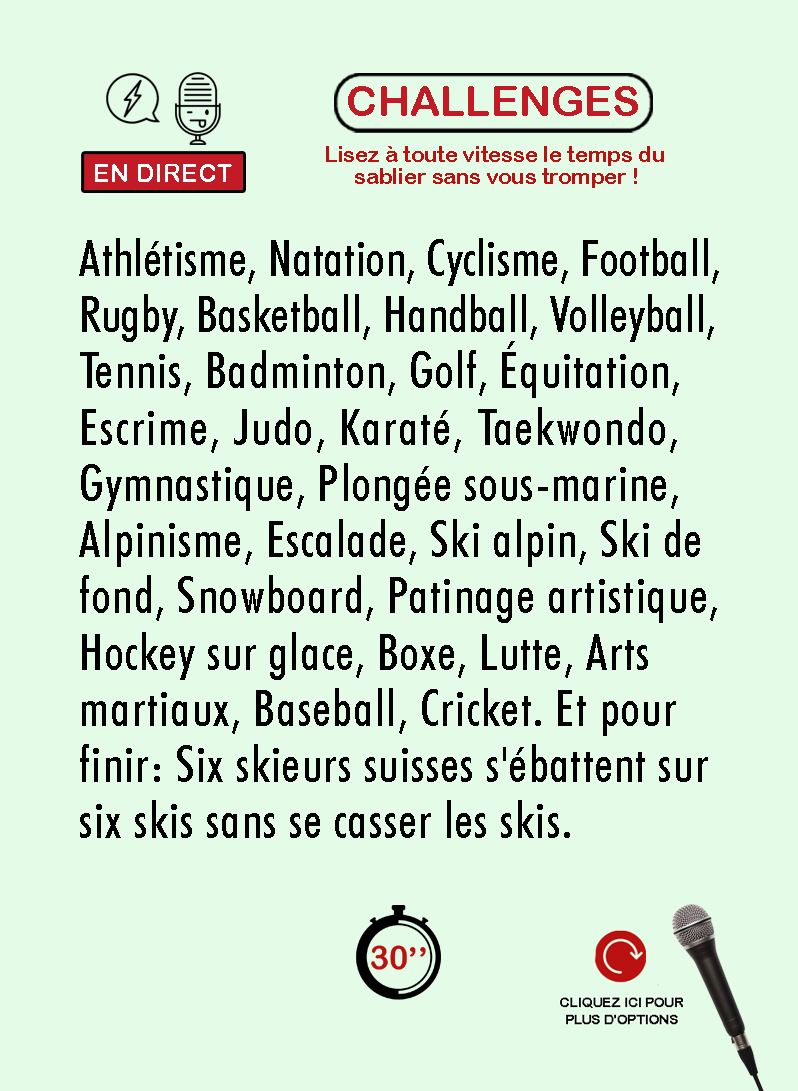 EN DIRECT
CHALLENGES
Lisez à toute vitesse le temps du
sablier sans vous tromper !
Athlétisme, Natation, Cyclisme, Football,
Rugby, Basketball, Handball, Volleyball,
Tennis, Badminton, Golf, Équitation,
Escrime, Judo, Karaté, Taekwondo,
Gymnastique, Plongée sous-marine,
Alpinisme, Escalade, Ski alpin, Ski de
fond, Snowboard, Patinage artistique,
Hockey sur glace, Boxe, Lutte, Arts
martiaux, Baseball, Cricket. Et pour
finir: Six skieurs suisses s'ébattent sur
six skis sans se casser les skis.
30’’
CLIQUEZ ICI POUR
PLUS D'OPTIONS